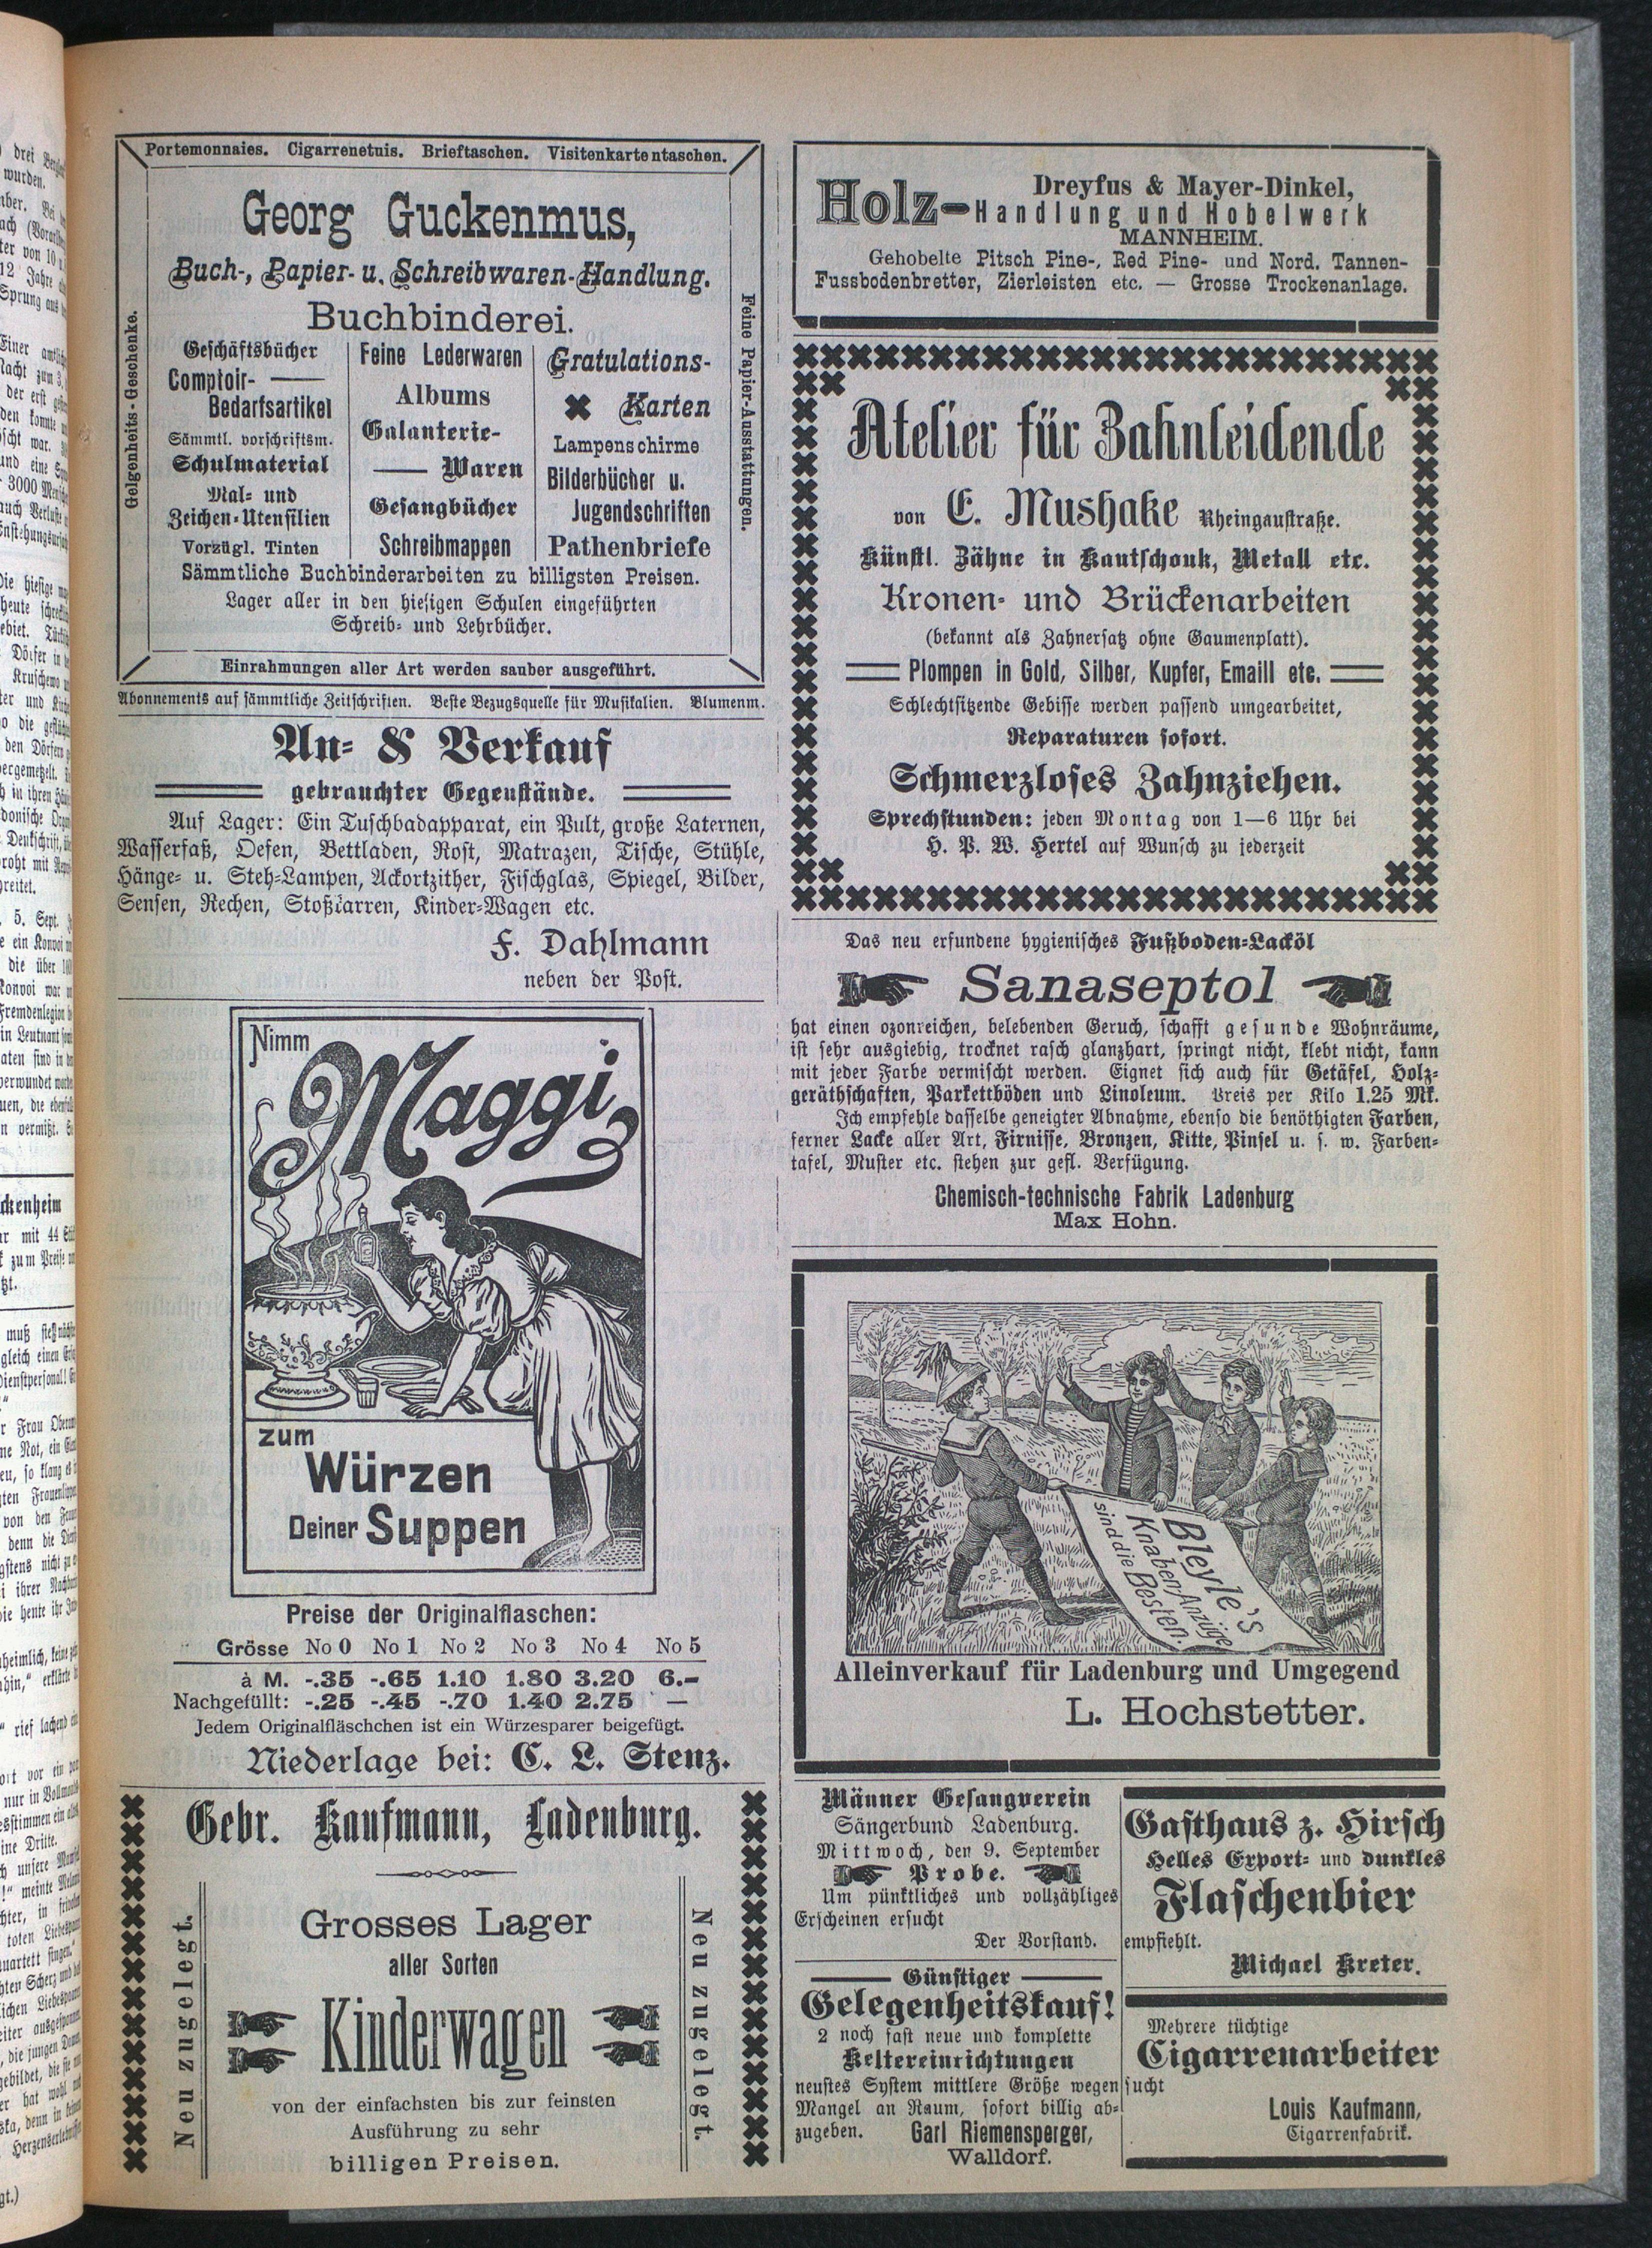 Portemonnaies. Cigarrenetuis. Brieftaschen. Visitenkartentaschen.
Gelgenheits-Geschenke.
Feine Papier-Ausstattungen.
Georg Guckenmus,
Buch-, Papier- u. Schreibwaren-Handlung.
Buchbinderei.
Geschäftsbücher
Comptoir-
Bedarfsartikel
Sämmtl. vorschriftsm.
Schulmaterial
Mal- und
Zeichen-Utensilien
Vorzügl. Tinten
Feine Lederwaren
Albums
Galanterie-
Waren
Gesangbücher
Schreibmappen
Gratulations-
Karten
Lampenschirme
Bilderbücher u.
Jugendschriften
Pathenbriefe
Sämmtliche Buchbinderarbeiten zu billigsten Preisen.
Lager aller in den hiesigen Schulen eingeführten
Schreib- und Lehrbücher.
Einrahmungen aller Art werden sauber ausgeführt.
Abonnements auf sämmtliche Zeitschriften. Beste Bezugsquelle für Musikalien. Blumenm.
An- & Verkauf
gebrauchter Gegenstände.
Auf Lager: Ein Tuschbadapparat, ein Pult, große Laternen,
Wasserfaß, Oefen, Bettladen, Rost, Matrazen, Tische, Stühle,
Hänge- u. Steh-Lampen, Ackortzither, Fischglas, Spiegel, Bilder,
Sensen, Rechen, Stoßkarren, Kinder-Wagen etc.
F. Dahlmann
neben der Post.
Nimm
Maggi
zum
Würzen
Deiner Suppen
Preise der Originalflaschen:
Grösse No 0 No 1 No 2 No 3 No 4 No 5
à M. -.35 -.65 1.10 1.80 3.20 6.-
Nachgefüllt: -.25 -.45 -.70 1.40 2.75 —
Jedem Originalfläschchen ist ein Würzesparer beigefügt.
Niederlage bei: C. L. Stenz.
Gebr. Kaufmann, Ladenburg.
Neu zugelegt.
Neu zugelegt.
Grosses Lager
aller Sorten
Kinderwagen
von der einfachsten bis zur feinsten
Ausführung zu sehr
billigen Preisen.
Dreyfus & Mayer-Dinkel,
Holz-Handlung und Hobelwerk
MANNHEIM.
Gehobelte Pitsch Pine-, Red Pine- und Nord. Tannen-
Fussbodenbretter, Zierleisten etc. — Grosse Trockenanlage.
Atelier für Zahnleidende
von E. Mushake Rheingaustraße.
Künstl. Zähne in Kautschouk, Metall etc.
Kronen- und Brückenarbeiten
(bekannt als Zahnersatz ohne Gaumenplatt).
Plompen in Gold, Silber, Kupfer, Emaill etc.
Schlechtsitzende Gebisse werden passend umgearbeitet,
Reparaturen sofort.
Schmerzloses Zahnziehen.
Sprechstunden: jeden Montag von 1—6 Uhr bei
H. P. W. Hertel auf Wunsch zu jederzeit
Das neu erfundene hygienisches Fußboden-Lacköl
Sanaseptol
hat einen ozonreichen, belebenden Geruch, schafft gesunde Wohnräume,
ist sehr ausgiebig, trocknet rasch glanzhart, springt nicht, klebt nicht, kann
mit jeder Farbe vermischt werden. Eignet sich auch für Getäfel, Holz-
geräthschaften, Parkettböden und Linoleum. Preis per Kilo 1.25 Mk.
Ich empfehle dasselbe geneigter Abnahme, ebenso die benöthigten Farben,
ferner Lacke aller Art, Firnisse, Bronzen, Kitte, Pinsel u. s. w. Farben-
tafel, Muster etc. stehen zur gefl. Verfügung.
Chemisch-technische Fabrik Ladenburg
Max Hohn.
Bleyle's
Knaben Anzüge
sind die Besten.
Alleinverkauf für Ladenburg und Umgegend
L. Hochstetter.
Männer Gesangverein
Sängerbund Ladenburg.
Mittwoch, den 9. September
Probe.
Um pünktliches und vollzähliges
Erscheinen ersucht
Der Vorstand.
Günstiger
Gelegenheitskauf!
2 noch fast neue und komplette
Keltereinrichtungen
neustes System mittlere Größe wegen
Mangel an Raum, sofort billig ab-
zugeben. Garl Riemensperger,
Walldorf.
Gasthaus z. Hirsch
Helles Export- und dunkles
Flaschenbier
empfiehlt.
Michael Kreter.
Mehrere tüchtige
Cigarrenarbeiter
sucht
Louis Kaufmann,
Cigarrenfabrik.